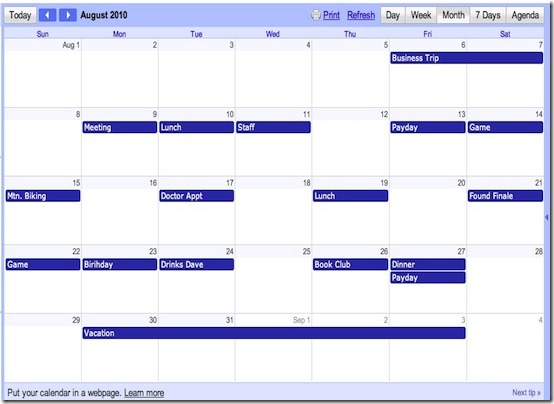 Today August 2010 Print Refresh Day Week Month 7 Days Agenda
Sun Mon Tue Wed Thu Fri Sat
Aug 1 2 3 4 5 6 7
Business Trip
8 9 10 11 12 13 14
Meeting Lunch Staff Payday Game
15 16 17 18 19 20 21
Mtn. Biking Doctor Appt Lunch Found Finale
22 23 24 25 26 27 28
Game Birihday Drinks Dave Book Club Dinner
Payday
29 30 31 Sep 1 2 3 4
Vacation
Put your calendar in a webpage. Learn more Next tip »